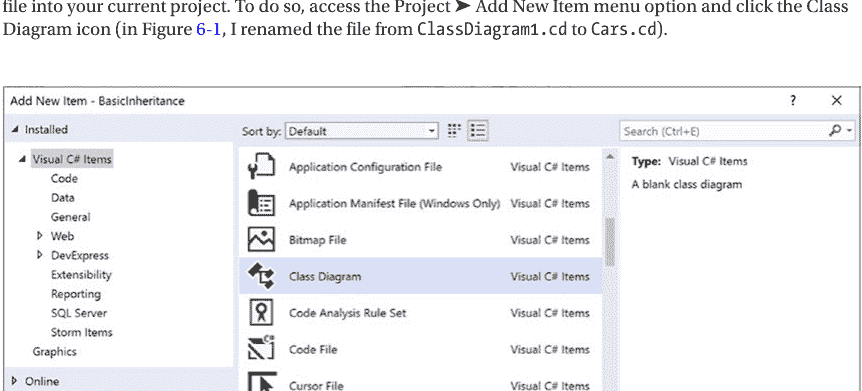 file into your current project. To do so, access the Project ➤ Add New Item menu option and click the Class
Diagram icon (in Figure 6-1, I renamed the file from ClassDiagram1.cd to Cars.cd).
Add New Item - BasicInheritance
Installed
Sort by: Default
Search (Ctrl+E)
Visual C# Items
Code
Data
General
Web
DevExpress
Extensibility
Reporting
SQL Server
Storm Items
Graphics
Online
Application Configuration File Visual C# Items
Application Manifest File (Windows Only) Visual C# Items
Bitmap File Visual C# Items
Class Diagram Visual C# Items
Code Analysis Rule Set Visual C# Items
Code File Visual C# Items
Cursor File Visual C# Items
Type: Visual C# Items
A blank class diagram